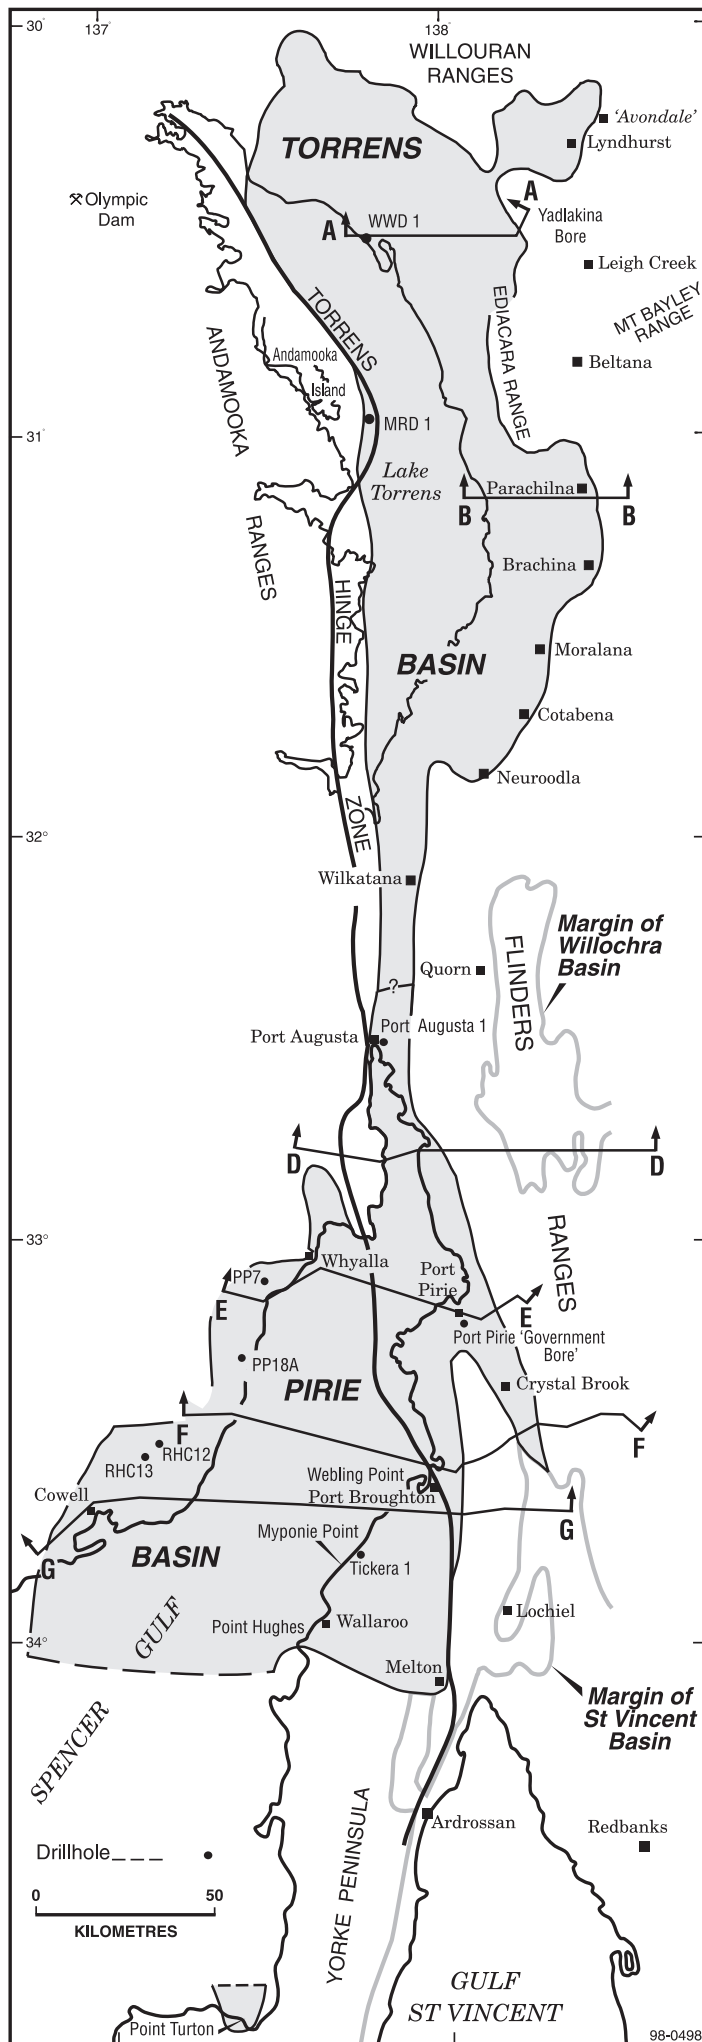 137°
138°
30°
WILLOURAN
RANGES
'Avondale'
Lyndhurst
TORRENS
A
Olympic
Dam
A
WWD 1
Yadlakina
Bore
Leigh Creek
MT BAYLEY
RANGE
EDIACARA RANGE
TORRENS
ANDAMOOKA
Andamooka
Island
Beltana
MRD 1
31°
Lake
Torrens
Parachilna
B
B
RANGES
Brachina
HINGE
Moralana
BASIN
Cotabena
Neuroodla
ZONE
32°
Wilkatana
Margin of
Willochra
Basin
FLINDERS
Quorn
?
Port Augusta
Port Augusta 1
D
D
33°
RANGES
Whyalla
Port
Pirie
PP7
E
E
Port Pirie 'Government
Bore'
PP18A
PIRIE
Crystal Brook
F
F
RHC12
RHC13
Webling Point
Port Broughton
Cowell
G
G
Myponie Point
BASIN
Tickera 1
GULF
Lochiel
Point Hughes
Wallaroo
34°
Melton
Margin of
St Vincent
Basin
SPENCER
Ardrossan
Redbanks
YORKE PENINSULA
Drillhole
0
50
KILOMETRES
GULF
ST VINCENT
Point Turton
98-0498